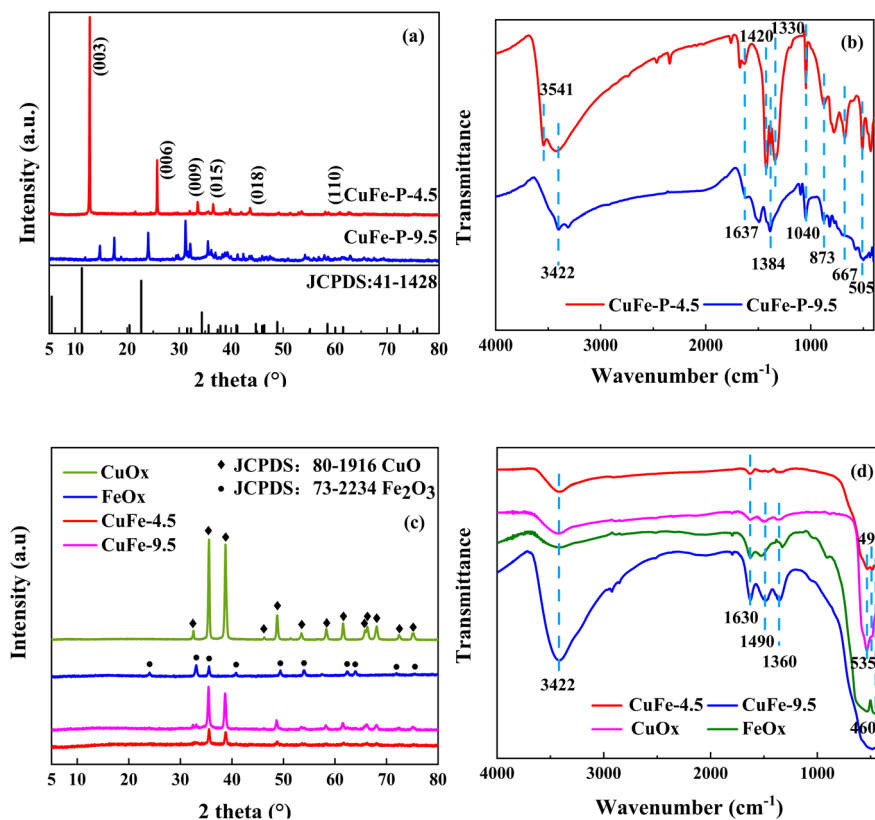 (a)
(003)
(006)
(009)
(015)
(018)
(110)
CuFe-P-4.5
CuFe-P-9.5
JCPDS:41-1428
Intensity (a.u.)
5 10 20 30 40 50 60 70 80
2 theta (°)
(b)
1420 1330
3541
3422
1637
1384
1040
873
667
505
CuFe-P-4.5 CuFe-P-9.5
Transmittance
4000 3000 2000 1000
Wavenumber (cm-1)
CuOx
FeOx
CuFe-4.5
CuFe-9.5
JCPDS: 80-1916 CuO
JCPDS: 73-2234 Fe2O3
(c)
Intensity (a.u)
5 10 20 30 40 50 60 70 80
2 theta (°)
(d)
49
1630
1490
1360
535
3422
460
CuFe-4.5 CuFe-9.5
CuOx FeOx
Transmittance
4000 3000 2000 1000
Wavenumber (cm-1)